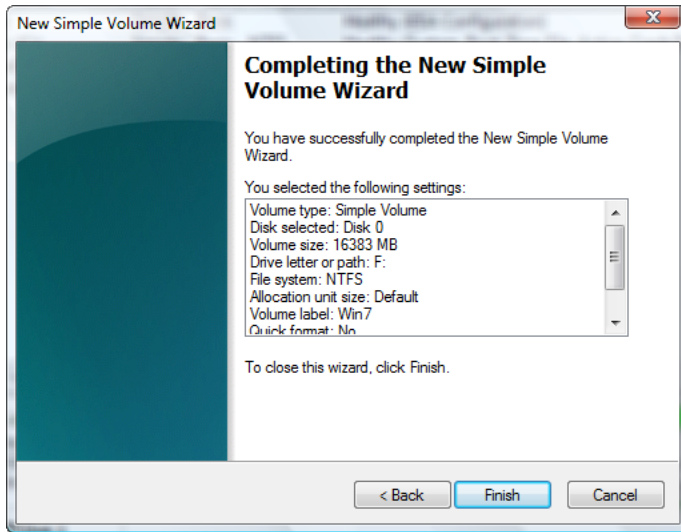 New Simple Volume Wizard
Completing the New Simple
Volume Wizard
You have successfully completed the New Simple Volume
Wizard.
You selected the following settings:
Volume type: Simple Volume
Disk selected: Disk 0
Volume size: 16383 MB
Drive letter or path: F:
File system: NTFS
Allocation unit size: Default
Volume label: Win7
Quick format: No
To close this wizard, click Finish.
< Back
Finish
Cancel